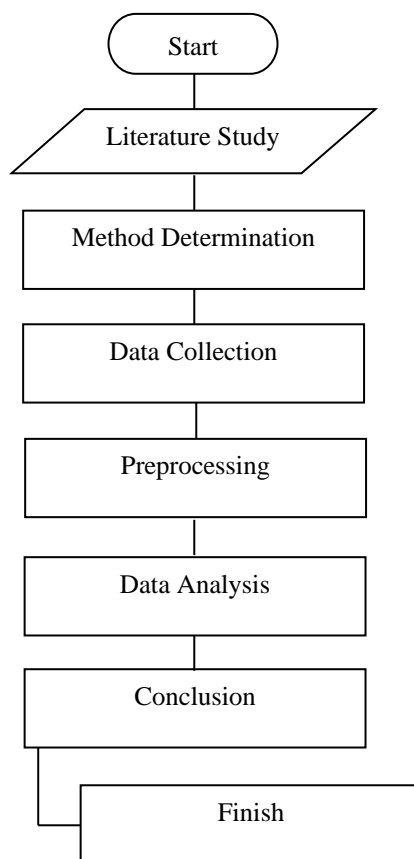 Start
Literature Study
Method Determination
Data Collection
Preprocessing
Data Analysis
Conclusion
Finish